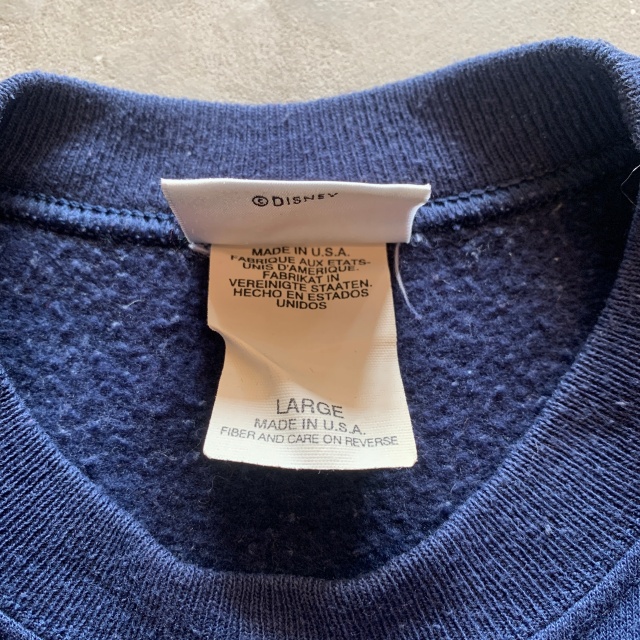 © DISNEY
MADE IN U.S.A.
FABRIQUE AUX ETATS-
UNIS D'AMERIQUE.
FABRIKAT IN
VEREINIGTE STAATEN.
HECHO EN ESTADOS
UNIDOS
LARGE
MADE IN U.S.A.
FIBER AND CARE ON REVERSE